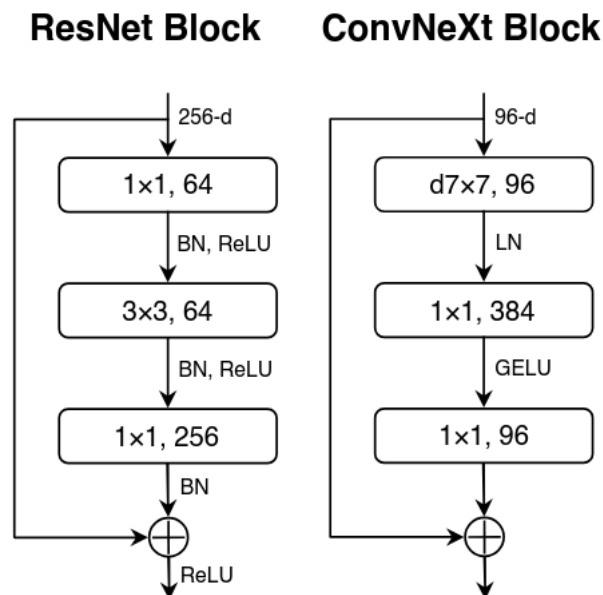 ResNet Block
256-d
1×1, 64
BN, ReLU
3×3, 64
BN, ReLU
1×1, 256
BN
ReLU
ConvNeXt Block
96-d
d7×7, 96
LN
1×1, 384
GELU
1×1, 96